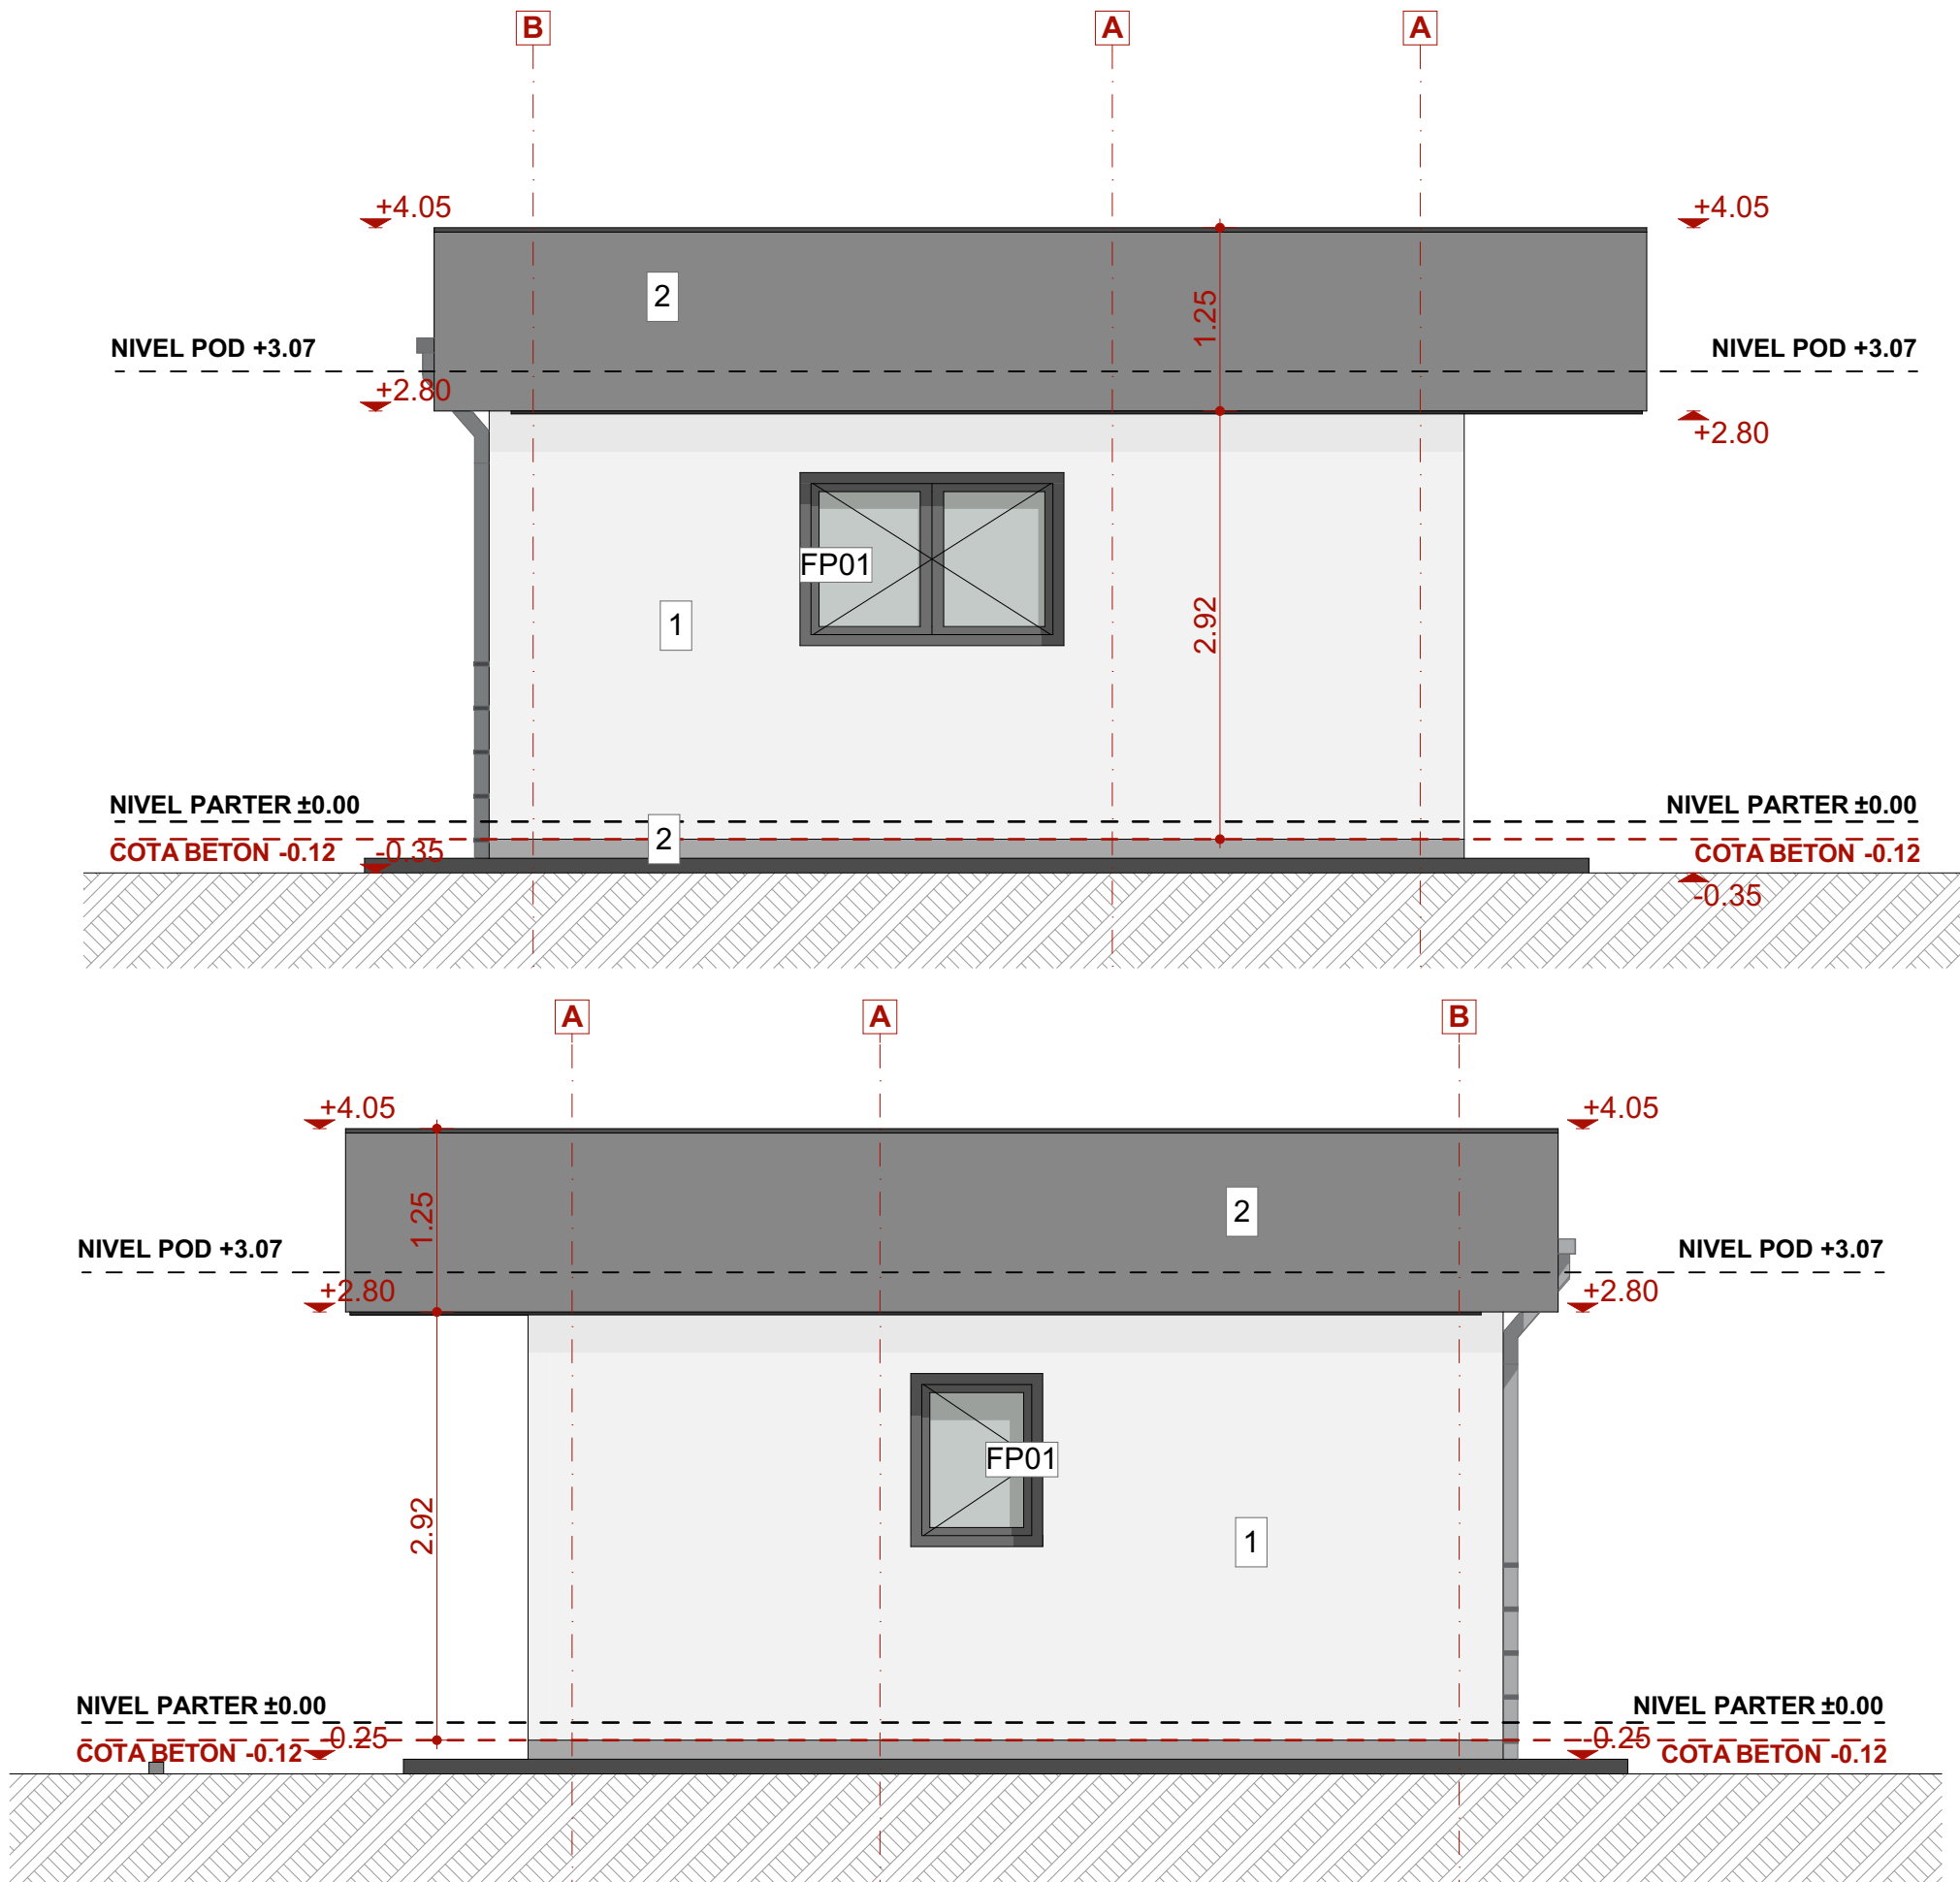 B A A
+4.05 +4.05
2
1.25
NIVEL POD +3.07 NIVEL POD +3.07
+2.80 +2.80
FP01
1
2.92
NIVEL PARTER ±0.00 NIVEL PARTER ±0.00
2
COTA BETON -0.12 -0.35 COTA BETON -0.12
-0.35
A A B
+4.05 +4.05
2
1.25
NIVEL POD +3.07 NIVEL POD +3.07
+2.80 +2.80
FP01
1
2.92
NIVEL PARTER ±0.00 NIVEL PARTER ±0.00
-0.25 -0.25
COTA BETON -0.12 COTA BETON -0.12